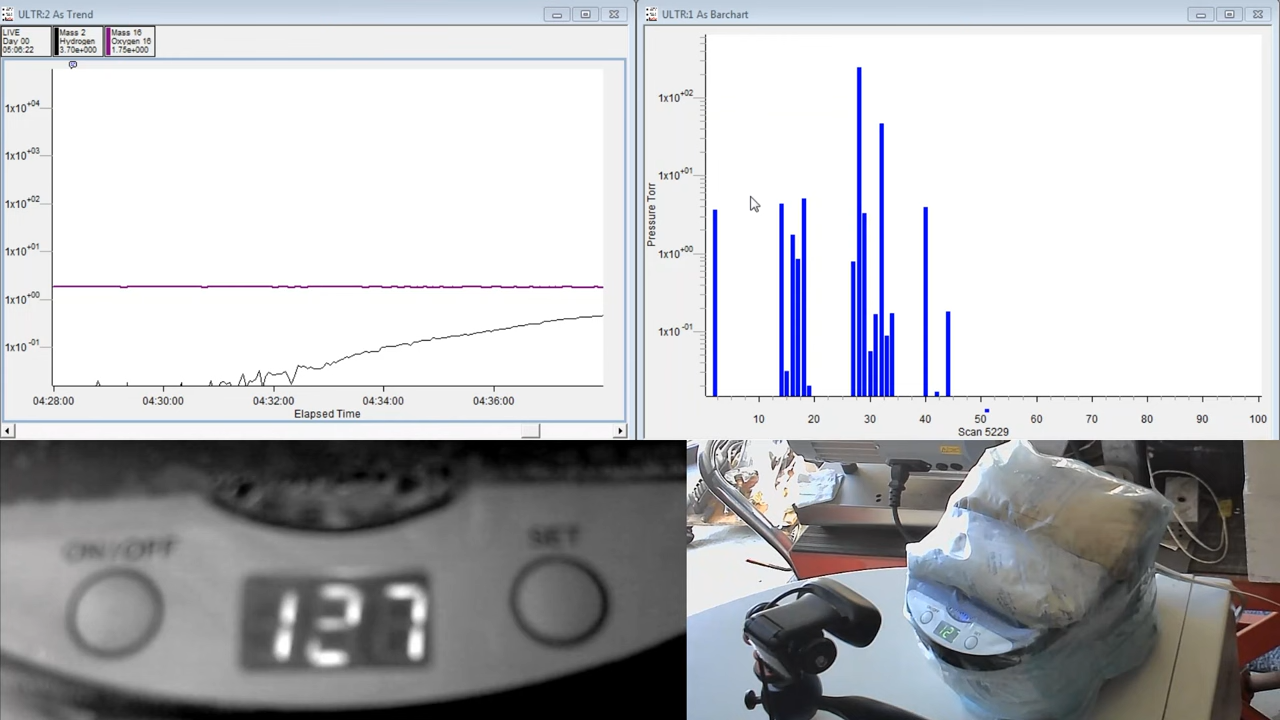 ULTR:2 As Trend
LIVE
Day 00
05:06:22
Mass 2
Hydrogen
3.70e+000
Mass 16
Oxygen 16
1.75e+000
1x10+04
1x10+03
1x10+02
1x10+01
1x10+00
1x10-01
04:28:00 04:30:00 04:32:00 04:34:00 04:36:00
Elapsed Time
ULTR:1 As Barchart
Pressure Torr
1x10+02
1x10+01
1x10+00
1x10-01
10 20 30 40 50 60 70 80 90 100
Scan 5229
ON/OFF
SET
127